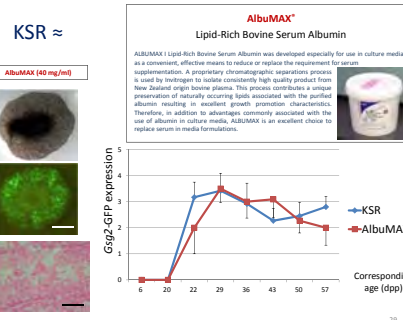 KSR ≈
AlbuMAX (40 mg/ml)
AlbuMAX®
Lipid-Rich Bovine Serum Albumin
ALBUMAX I Lipid-Rich Bovine Serum Albumin was developed especially for use in culture media
as a convenient, effective means to reduce or replace the requirement for serum
supplementation. A proprietary chromatographic separations process
is used by Invitrogen to isolate consistently high quality product from
New Zealand origin bovine plasma. This process contributes a unique
preservation of naturally occurring lipids associated with the purified
albumin resulting in excellent growth promotion characteristics.
Therefore, in addition to advantages commonly associated with the
use of albumin in culture media, ALBUMAX is an excellent choice to
replace serum in media formulations.
Gsg2-GFP expression
5
4
3
2
1
0
6 20 22 29 36 43 50 57
KSR
AlbuMA
Correspondi
age (dpp)
29